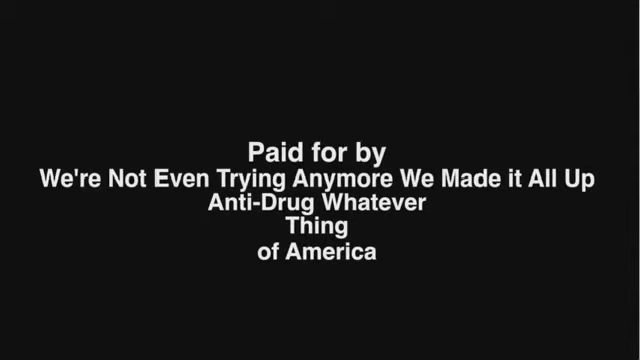 Paid for by
We're Not Even Trying Anymore We Made it All Up
Anti-Drug Whatever
Thing
of America